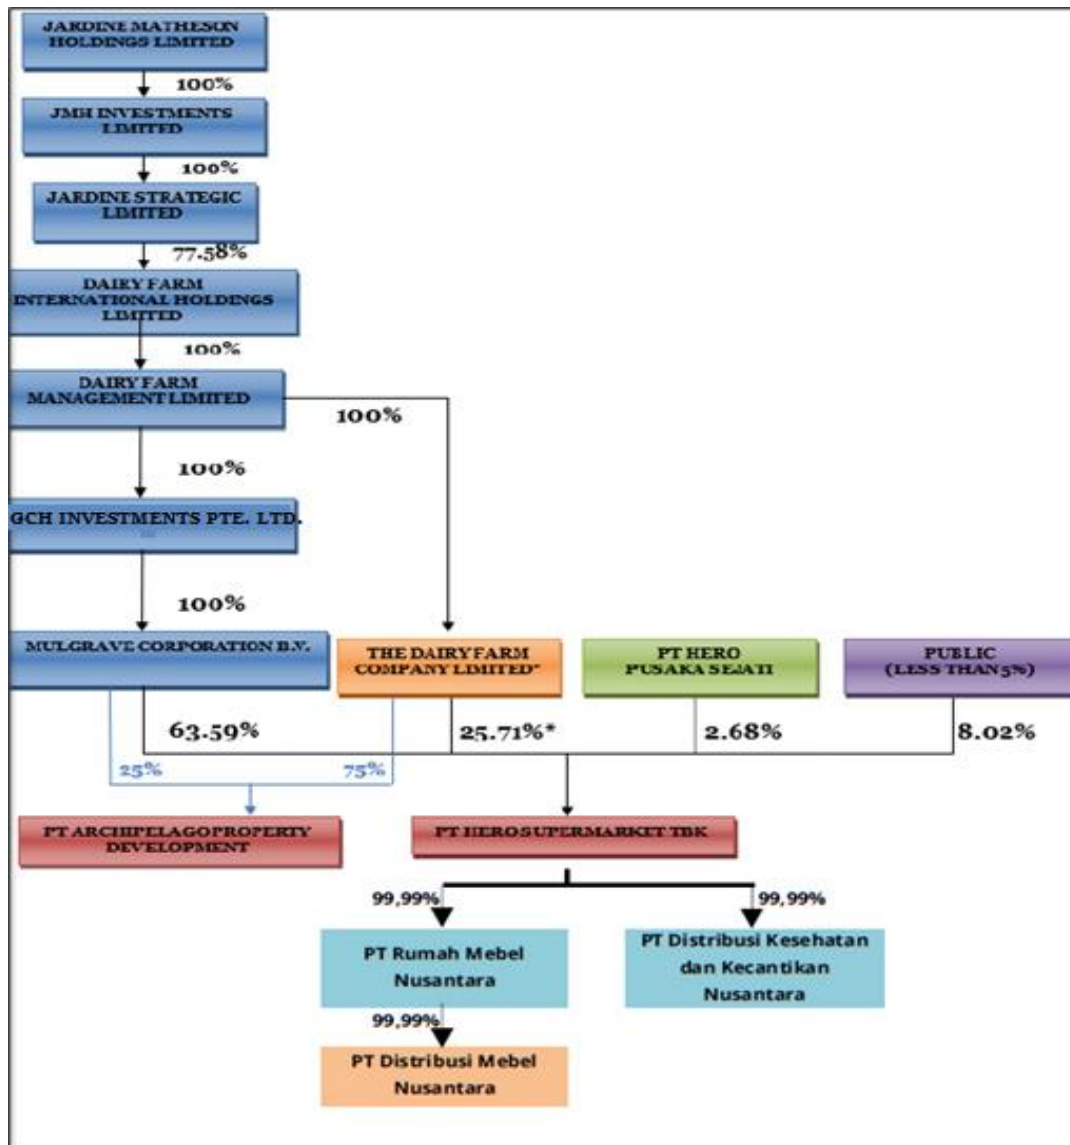 JARDINE MATHESON
HOLDINGS LIMITED
100%
JMH INVESTMENTS
LIMITED
100%
JARDINE STRATEGIC
LIMITED
77.58%
DAIRY FARM
INTERNATIONAL HOLDINGS
LIMITED
100%
DAIRY FARM
MANAGEMENT LIMITED
100%
100%
GCH INVESTMENTS PTE. LTD.
100%
MULGRAVE CORPORATION B.V.
THE DAIRY FARM
COMPANY LIMITED*
PT HERO
PUSAKA SEJATI
PUBLIC
(LESS THAN 5%)
63.59%
25.71%*
2.68%
8.02%
25%
75%
PT ARCHIPELAGO PROPERTY
DEVELOPMENT
PT HERO SUPERMARKET TBK
99,99%
99,99%
PT Rumah Mebel
Nusantara
PT Distribusi Kesehatan
dan Kecantikan
Nusantara
99,99%
PT Distribusi Mebel
Nusantara